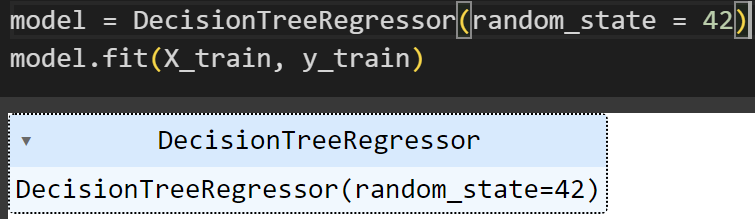 model = DecisionTreeRegressor(random_state = 42)
model.fit(X_train, y_train)
DecisionTreeRegressor
DecisionTreeRegressor(random_state=42)